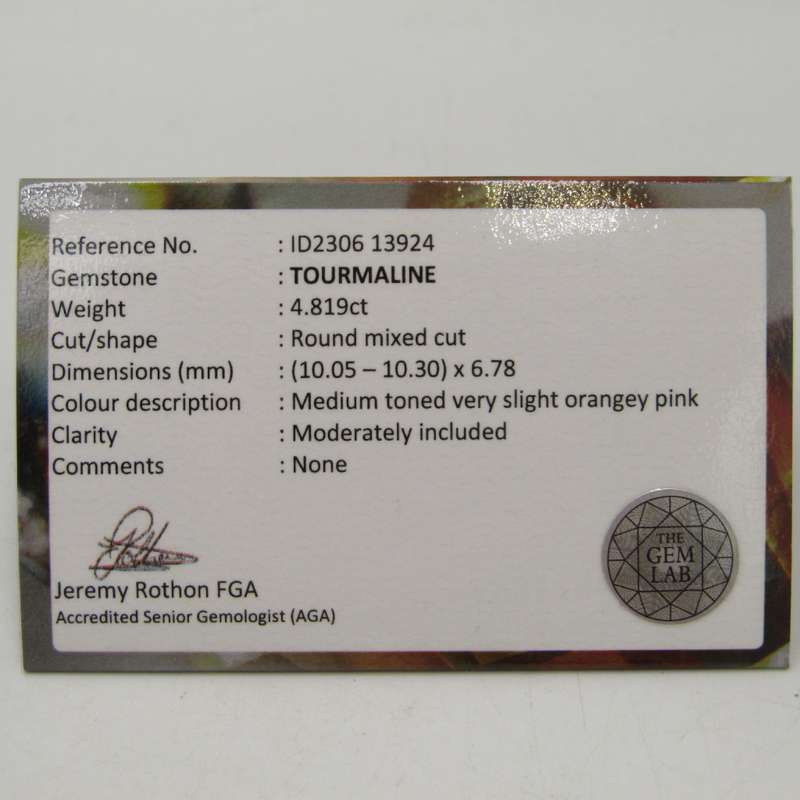 Reference No. : ID2306 13924
Gemstone : TOURMALINE
Weight : 4.819ct
Cut/shape : Round mixed cut
Dimensions (mm) : (10.05 – 10.30) x 6.78
Colour description : Medium toned very slight orangey pink
Clarity : Moderately included
Comments : None
Jeremy Rothon FGA
Accredited Senior Gemologist (AGA)
THE
GEM
LAB